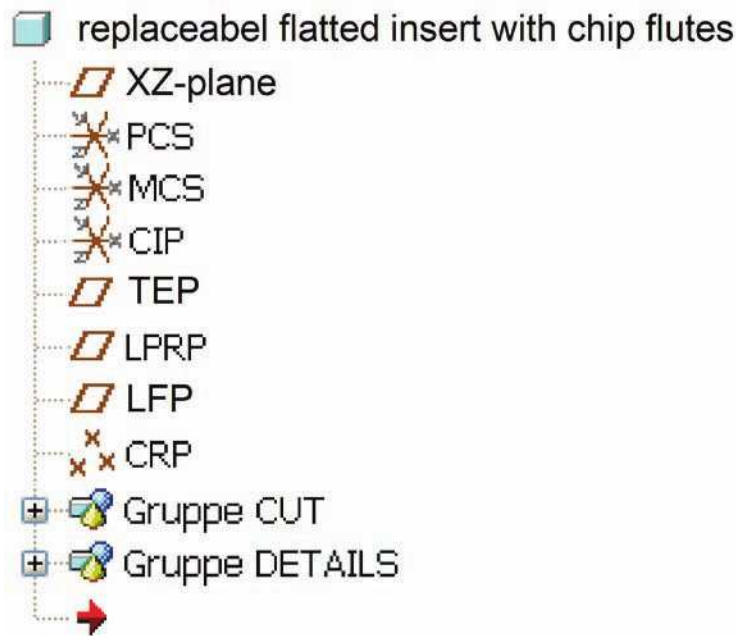 replaceabel flatted insert with chip flutes
XZ-plane
PCS
MCS
CIP
TEP
LPRP
LFP
CRP
Gruppe CUT
Gruppe DETAILS